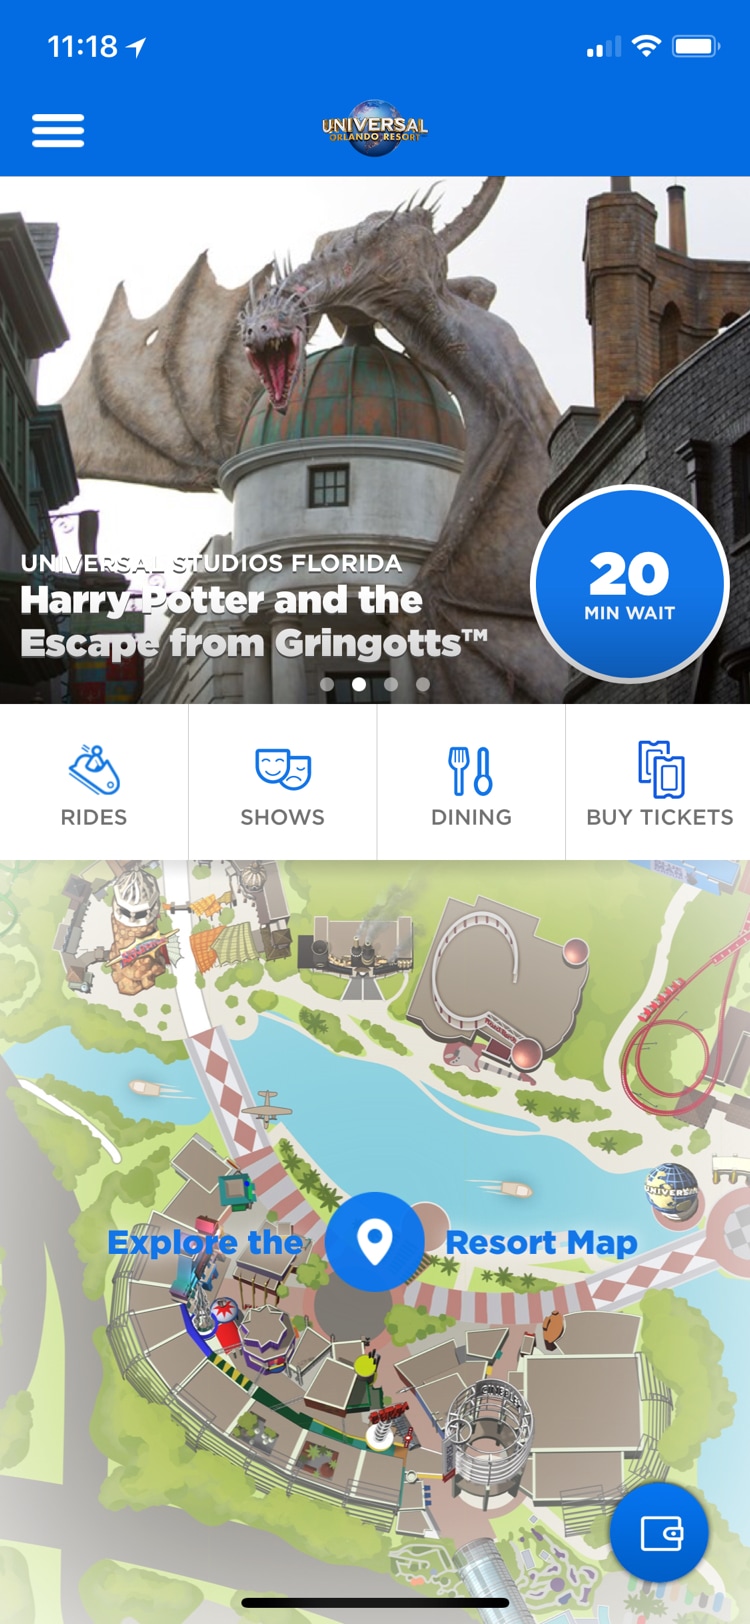 11:18
UNIVERSAL
ORLANDO RESORT
UNIVERSAL STUDIOS FLORIDA
Harry Potter and the
Escape from Gringotts™
20
MIN WAIT
RIDES
SHOWS
DINING
BUY TICKETS
UNIVERSAL
Explore the
Resort Map